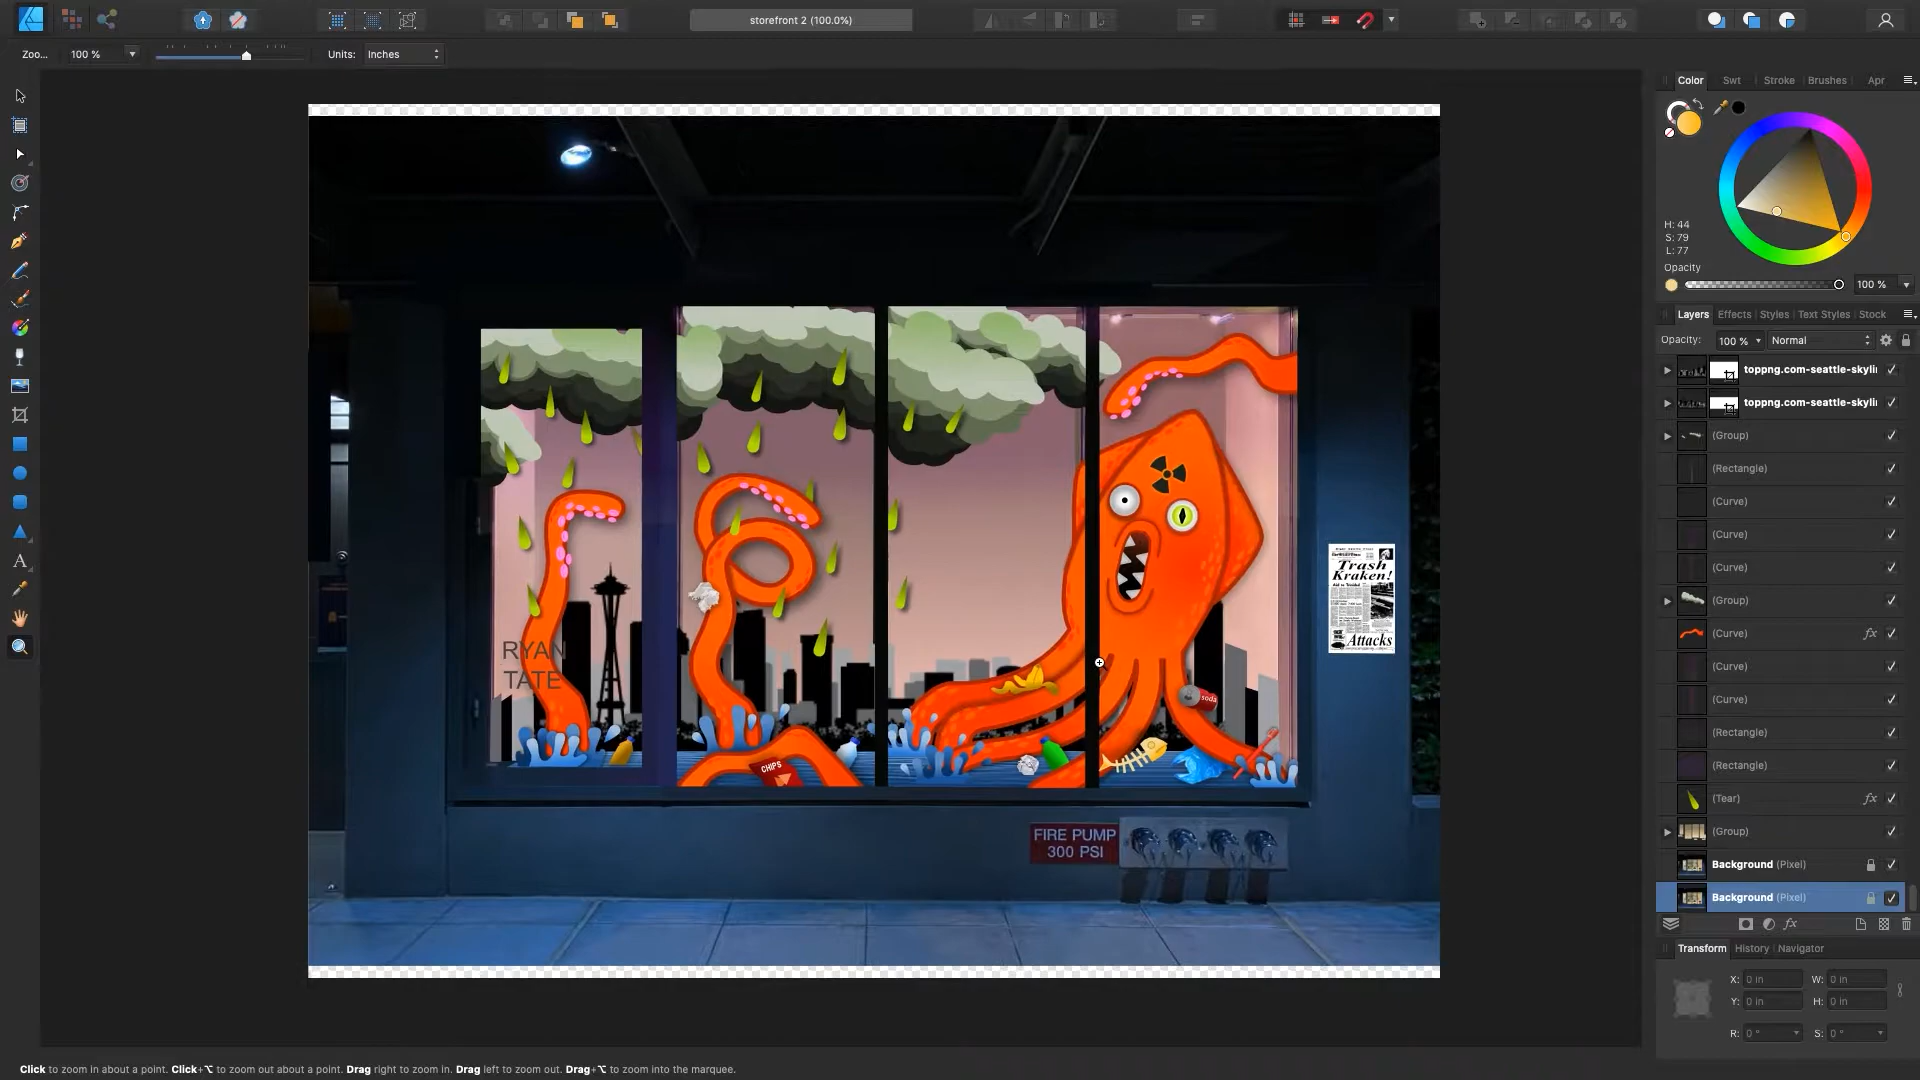 storefront 2 (100.0%)
Zoo... 100 % Units: Inches
Color Swt Stroke Brushes Apr
H: 44
S: 79
L: 77
Opacity
100 %
Layers Effects Styles Text Styles Stock
Opacity: 100 % Normal
toppng.com-seattle-skyli
toppng.com-seattle-skyli
(Group)
(Rectangle)
(Curve)
(Curve)
(Curve)
(Group)
(Curve) fx
(Curve)
(Curve)
(Rectangle)
(Rectangle)
(Tear) fx
(Group)
Background (Pixel)
Background (Pixel)
fx
Transform History Navigator
X: 0 in W: 0 in
Y: 0 in H: 0 in
R: 0 ° S: 0 °
RYAN
TATE
CHIPS
soda
Trash
Kraken!
Attacks
FIRE PUMP
300 PSI
A
Click to zoom in about a point. Click+⌥ to zoom out about a point. Drag right to zoom in. Drag left to zoom out. Drag+⌥ to zoom into the marquee.